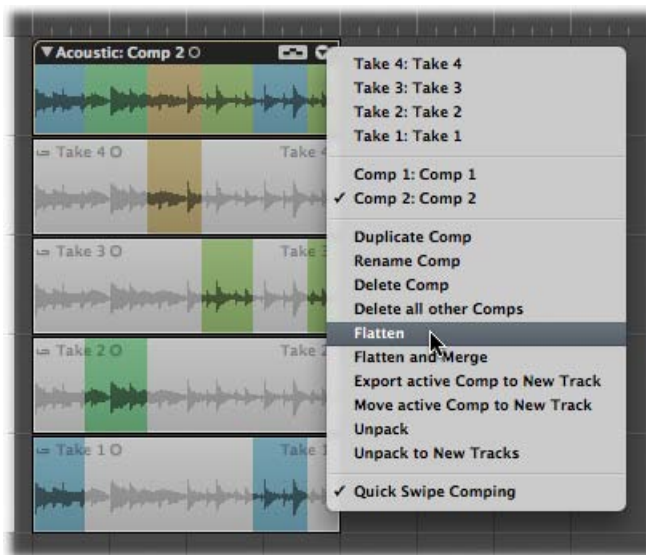 Acoustic: Comp 2
Take 4
Take 4
Take 3
Take 3
Take 2
Take 2
Take 1
Take 1
Take 4: Take 4
Take 3: Take 3
Take 2: Take 2
Take 1: Take 1
Comp 1: Comp 1
✓ Comp 2: Comp 2
Duplicate Comp
Rename Comp
Delete Comp
Delete all other Comps
Flatten
Flatten and Merge
Export active Comp to New Track
Move active Comp to New Track
Unpack
Unpack to New Tracks
✓ Quick Swipe Comping